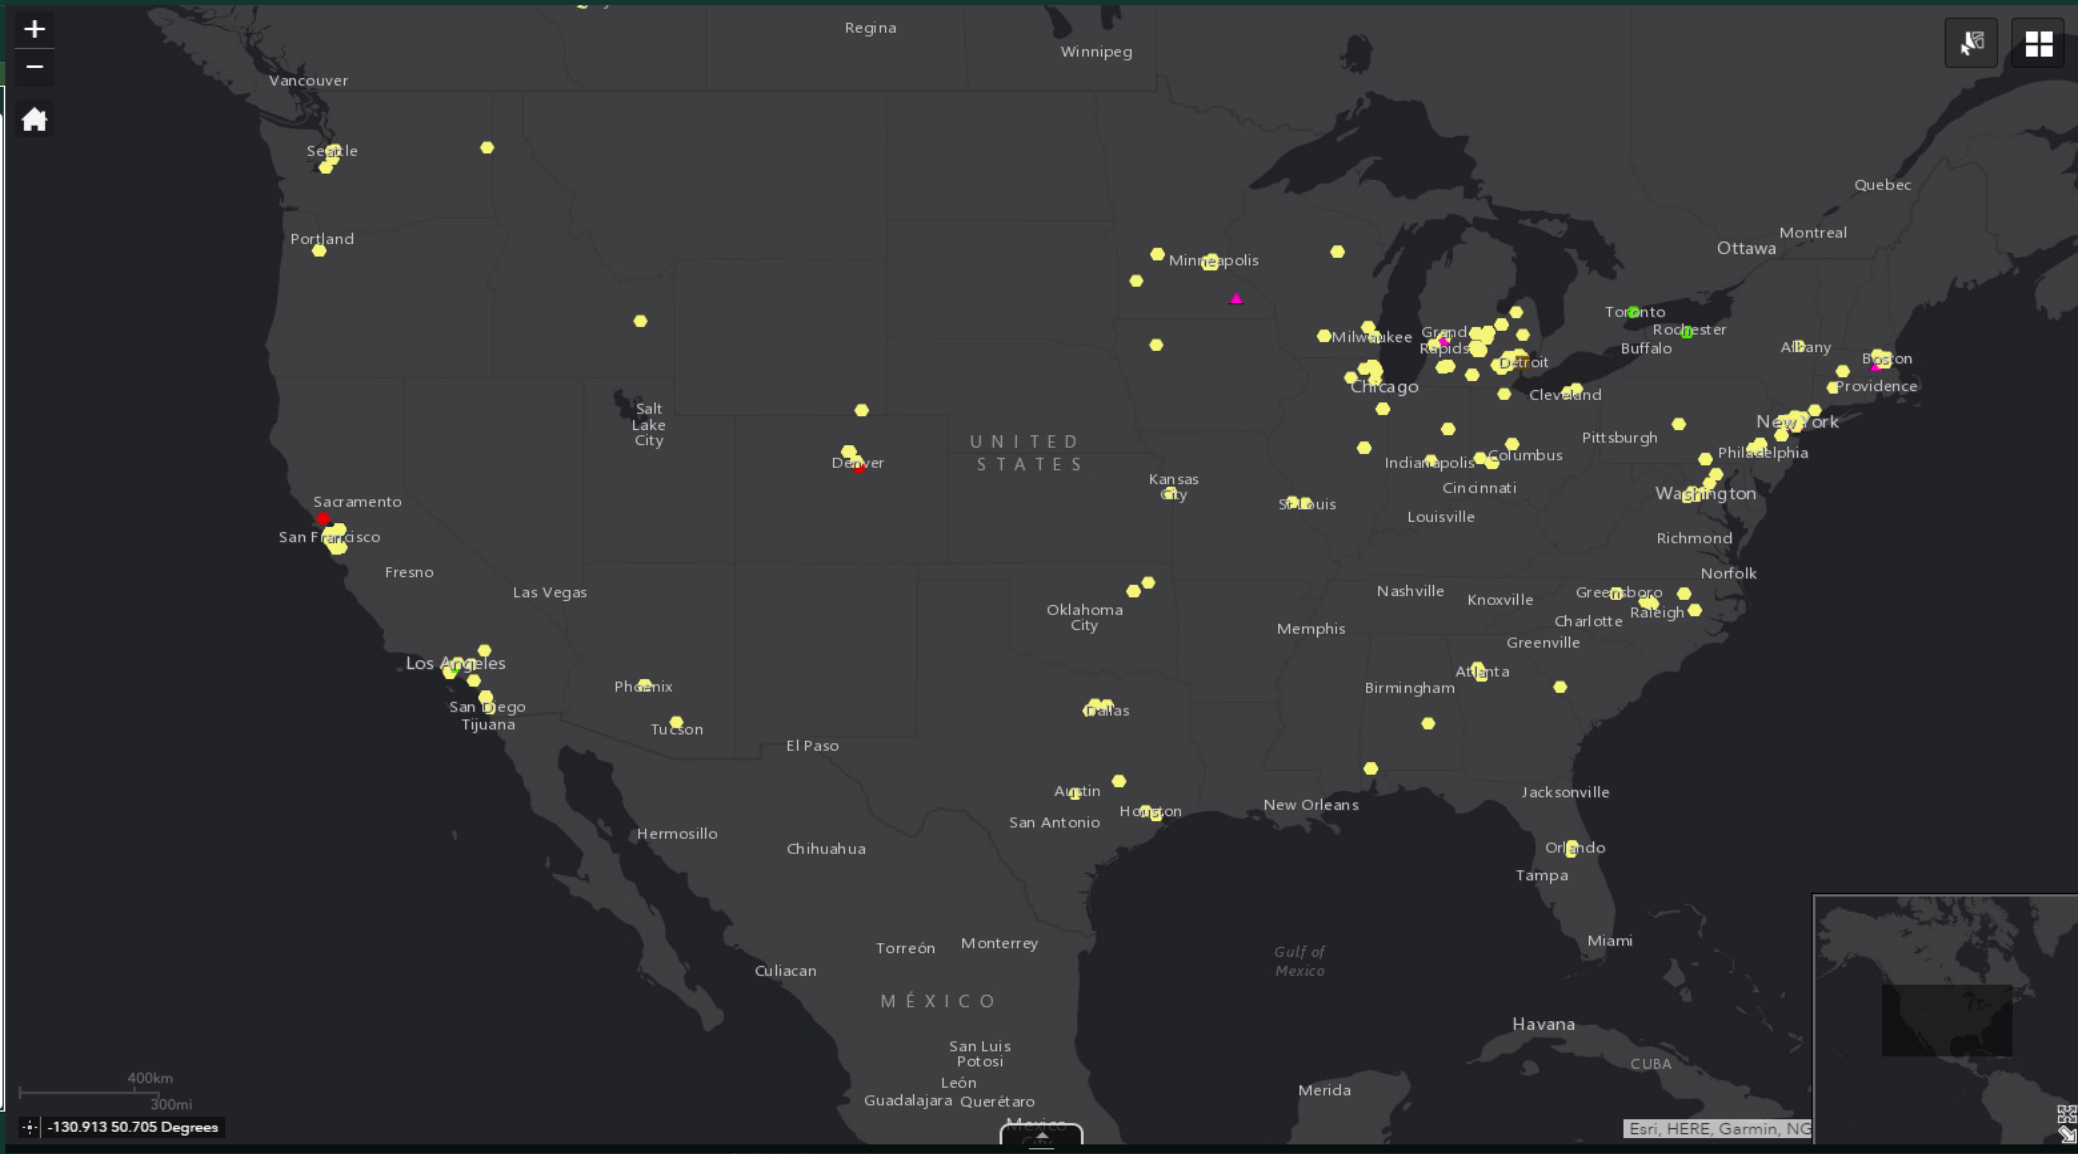 +
−
Regina
Winnipeg
Vancouver
Seattle
Quebec
Portland
Montreal
Ottawa
Minneapolis
Toronto
Rochester
Milwaukee
Grand
Rapids
Buffalo
Albany
Boston
Detroit
Chicago
Providence
Cleveland
Salt
Lake
City
New York
Pittsburgh
UNITED
STATES
Philadelphia
Columbus
Indianapolis
Denver
Kansas
City
Cincinnati
Washington
Sacramento
St Louis
Louisville
San Francisco
Richmond
Fresno
Norfolk
Las Vegas
Nashville
Knoxville
Greensboro
Oklahoma
City
Raleigh
Charlotte
Memphis
Greenville
Los Angeles
Atlanta
Phoenix
Birmingham
San Diego
Tijuana
Dallas
Tucson
El Paso
Austin
Jacksonville
New Orleans
Houston
San Antonio
Hermosillo
Chihuahua
Orlando
Tampa
Torreón
Monterrey
Miami
Gulf of
Mexico
Culiacan
MÉXICO
Havana
San Luis
Potosi
CUBA
León
Merida
Guadalajara
Querétaro
Mexico
City
400km
300mi
-130.913 50.705 Degrees
Esri, HERE, Garmin, NG